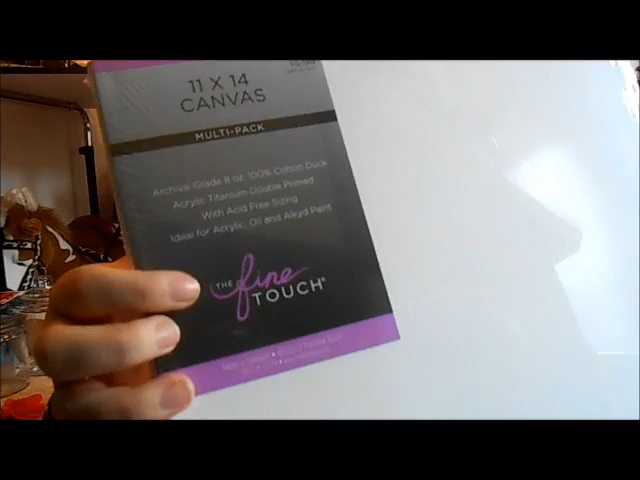 11 X 14
CANVAS
MULTI-PACK
Archival Grade 8 oz. 100% Cotton Duck
Acrylic Titanium Double Primed
With Acid Free Sizing
Ideal for Acrylic, Oil and Alkyd Paint
THE fine
TOUCH®